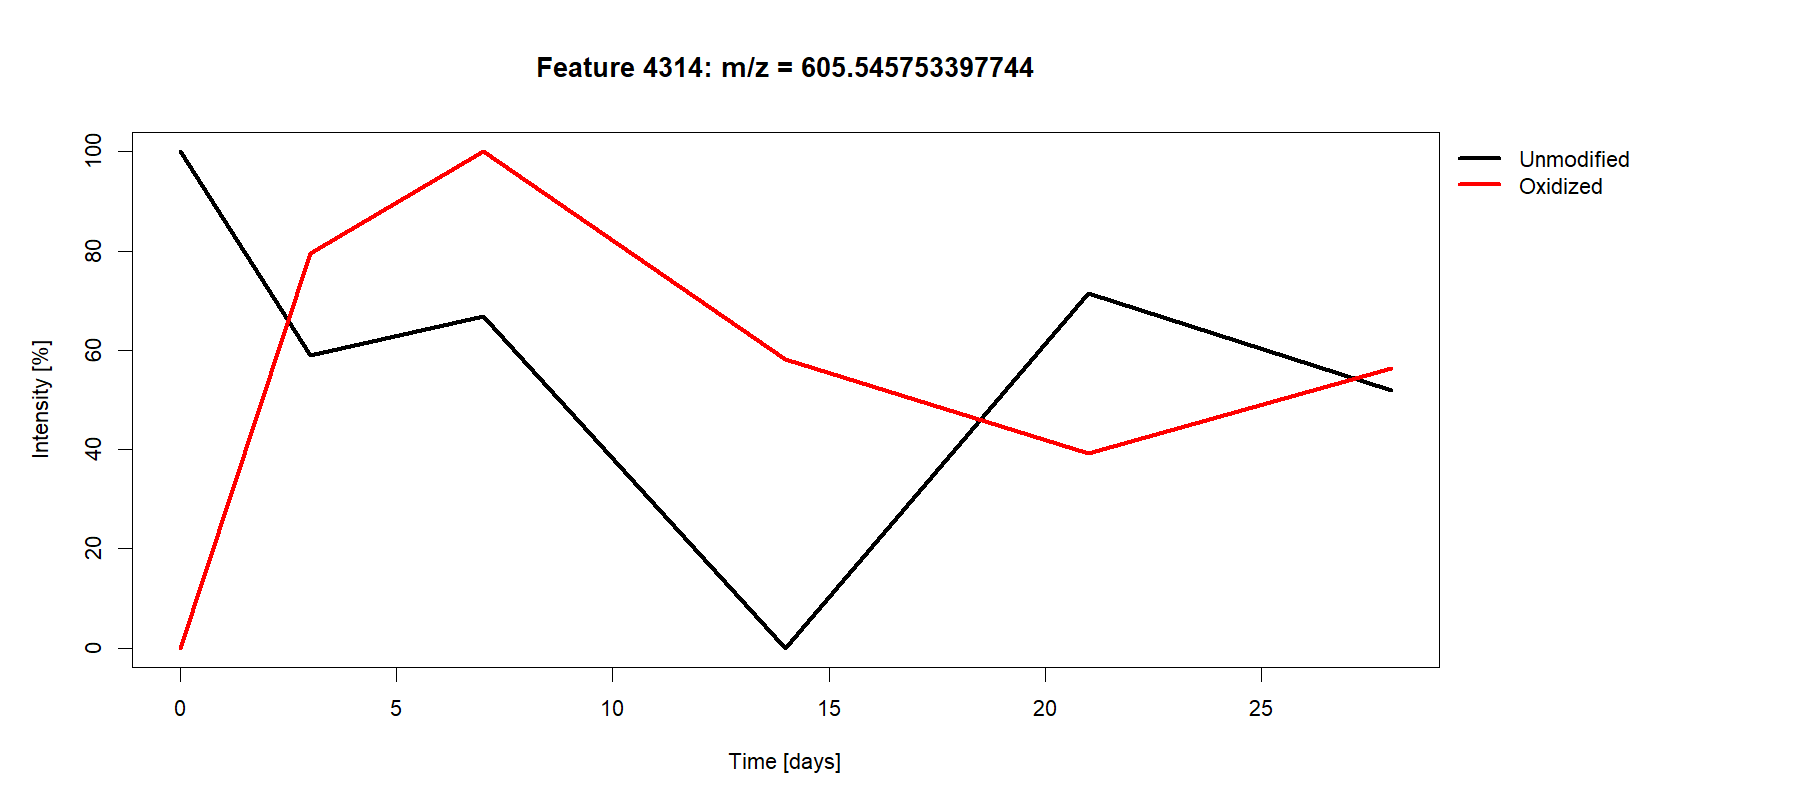 Feature 4314: m/z = 605.545753397744
Unmodified
Oxidized
Intensity [%]
100
80
60
40
20
0
0 5 10 15 20 25
Time [days]